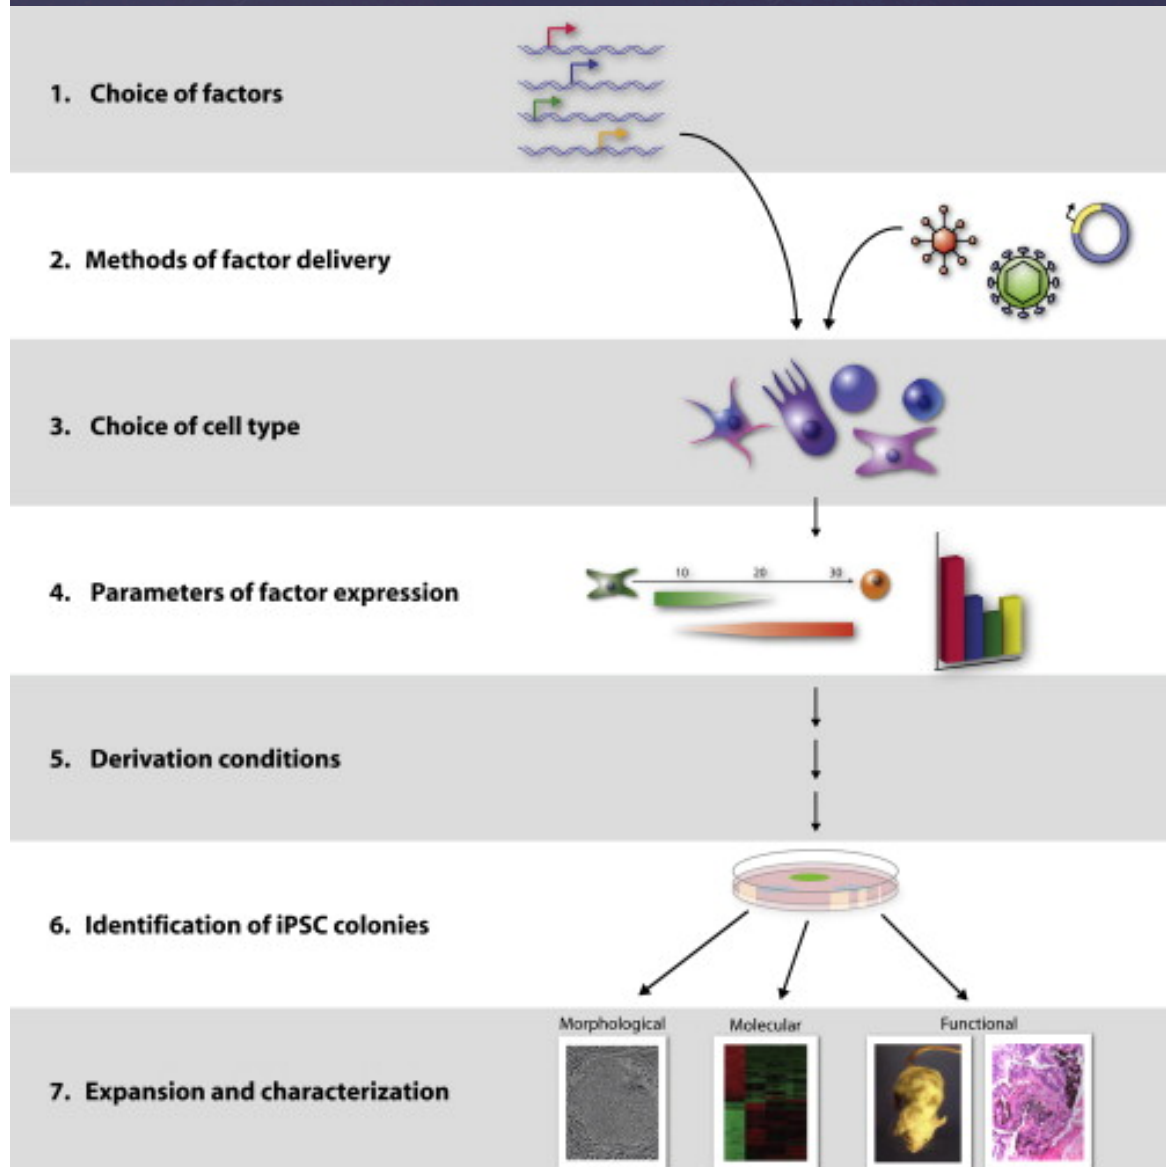 1. Choice of factors
2. Methods of factor delivery
3. Choice of cell type
4. Parameters of factor expression
10 20 30
5. Derivation conditions
6. Identification of iPSC colonies
Morphological Molecular Functional
7. Expansion and characterization